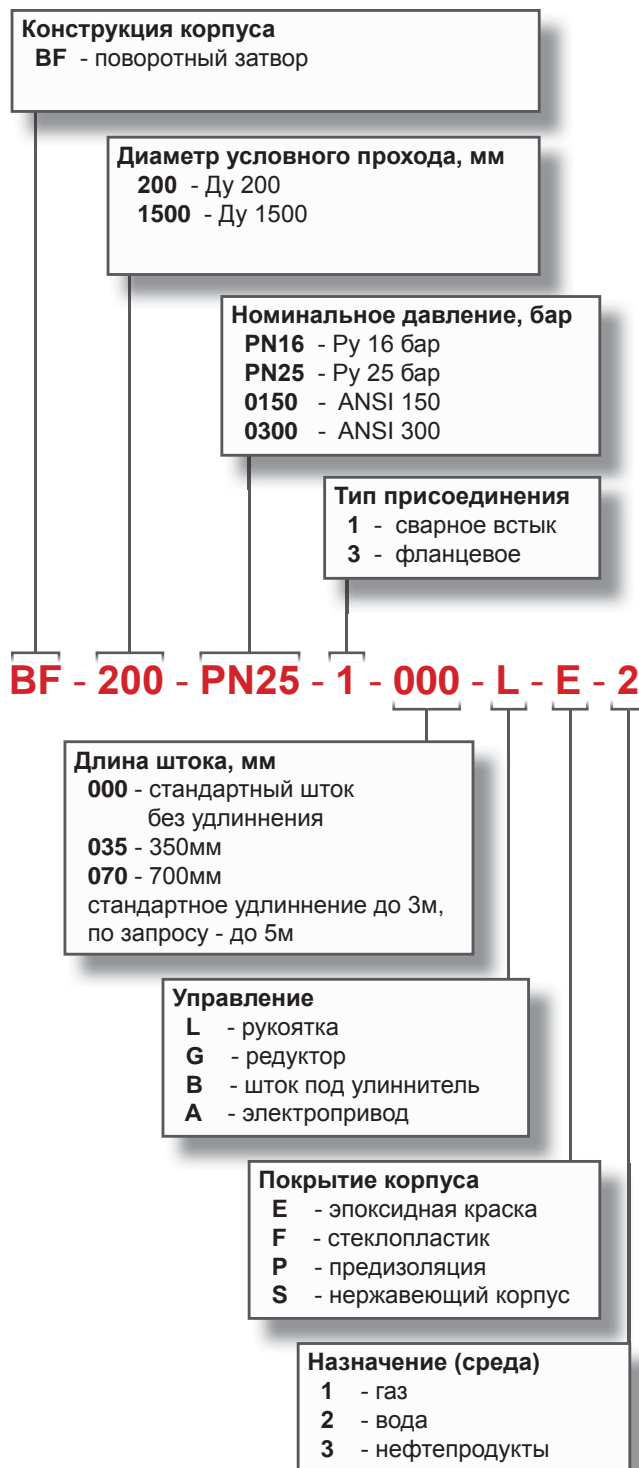 Конструкция корпуса
BF - поворотный затвор
Диаметр условного прохода, мм
200 - Ду 200
1500 - Ду 1500
Номинальное давление, бар
PN16 - Ру 16 бар
PN25 - Ру 25 бар
0150 - ANSI 150
0300 - ANSI 300
Тип присоединения
1 - сварное встык
3 - фланцевое
BF - 200 - PN25 - 1 - 000 - L - E - 2
Длина штока, мм
000 - стандартный шток
без удлиннения
035 - 350мм
070 - 700мм
стандартное удлиннение до 3м,
по запросу - до 5м
Управление
L - рукоятка
G - редуктор
B - шток под улиннитель
A - электропривод
Покрытие корпуса
E - эпоксидная краска
F - стеклопластик
P - предизоляция
S - нержавеющий корпус
Назначение (среда)
1 - газ
2 - вода
3 - нефтепродукты